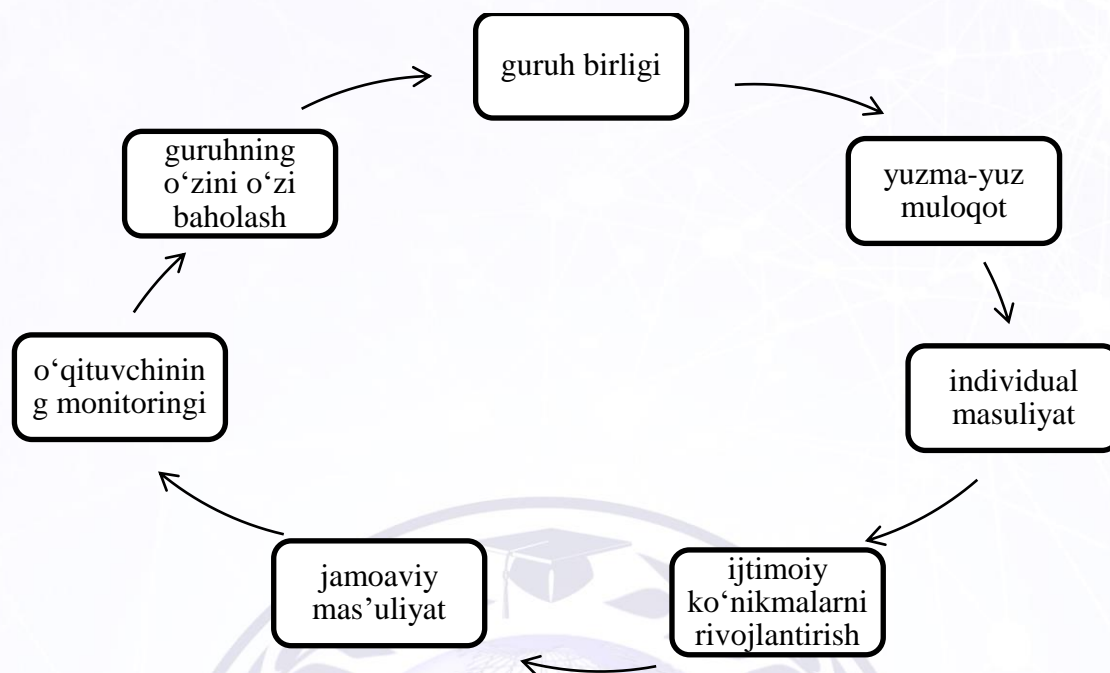 guruh birligi
yuzma-yuz
muloqot
individual
masuliyat
ijtimoiy
ko‘nikmalarni
rivojlantirish
jamoaviy
mas’uliyat
o‘qituvchinin
g monitoringi
guruhning
o‘zini o‘zi
baholash